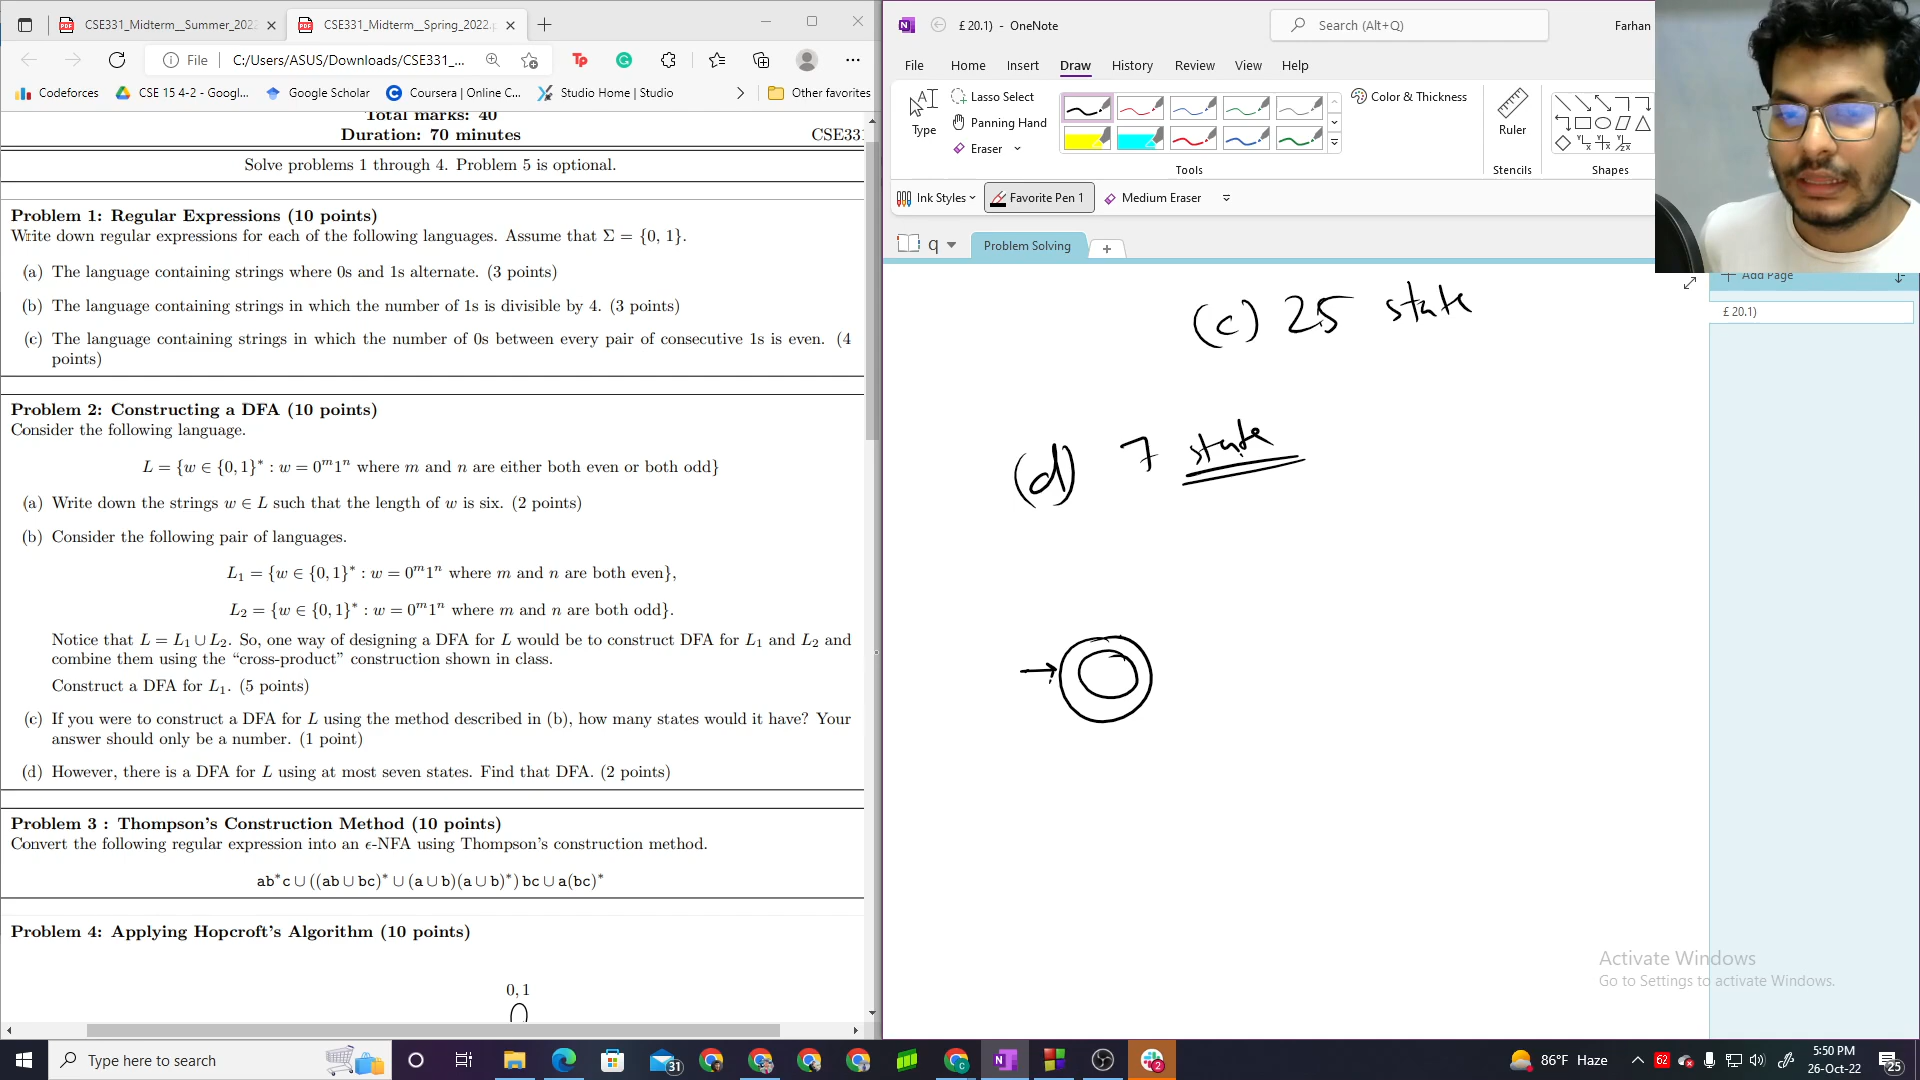 CSE331_Midterm__Summer_2022
CSE331_Midterm__Spring_2022.p
£ 20.1) - OneNote
Search (Alt+Q)
Farhan
File
C:/Users/ASUS/Downloads/CSE331_...
File Home Insert Draw History Review View Help
Codeforces
CSE 15 4-2 - Googl...
Google Scholar
Coursera | Online C...
Studio Home | Studio
Other favorites
Type
Lasso Select
Panning Hand
Eraser
Color & Thickness
Ruler
Tools
Stencils
Shapes
Ink Styles
Favorite Pen 1
Medium Eraser
q
Problem Solving
Add Page
£ 20.1)
Total marks: 40
Duration: 70 minutes
CSE331
Solve problems 1 through 4. Problem 5 is optional.
Problem 1: Regular Expressions (10 points)
Write down regular expressions for each of the following languages. Assume that Σ = {0, 1}.
(a) The language containing strings where 0s and 1s alternate. (3 points)
(b) The language containing strings in which the number of 1s is divisible by 4. (3 points)
(c) The language containing strings in which the number of 0s between every pair of consecutive 1s is even. (4
points)
Problem 2: Constructing a DFA (10 points)
Consider the following language.
L = {w ∈ {0, 1}* : w = 0ᵐ1ⁿ where m and n are either both even or both odd}
(a) Write down the strings w ∈ L such that the length of w is six. (2 points)
(b) Consider the following pair of languages.
L₁ = {w ∈ {0, 1}* : w = 0ᵐ1ⁿ where m and n are both even},
L₂ = {w ∈ {0, 1}* : w = 0ᵐ1ⁿ where m and n are both odd}.
Notice that L = L₁ ∪ L₂. So, one way of designing a DFA for L would be to construct DFA for L₁ and L₂ and
combine them using the “cross-product” construction shown in class.
Construct a DFA for L₁. (5 points)
(c) If you were to construct a DFA for L using the method described in (b), how many states would it have? Your
answer should only be a number. (1 point)
(d) However, there is a DFA for L using at most seven states. Find that DFA. (2 points)
Problem 3 : Thompson’s Construction Method (10 points)
Convert the following regular expression into an ϵ-NFA using Thompson’s construction method.
ab*c ∪ ((ab ∪ bc)* ∪ (a ∪ b)(a ∪ b)*) bc ∪ a(bc)*
Problem 4: Applying Hopcroft’s Algorithm (10 points)
0, 1
(c) 25 state
(d) 7 state
Activate Windows
Go to Settings to activate Windows.
Type here to search
31
2
86°F Haze
62
5:50 PM
26-Oct-22
25